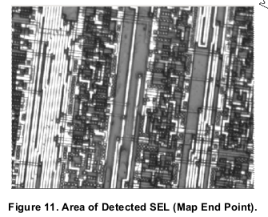 Figure 11. Area of Detected SEL (Map End Point).